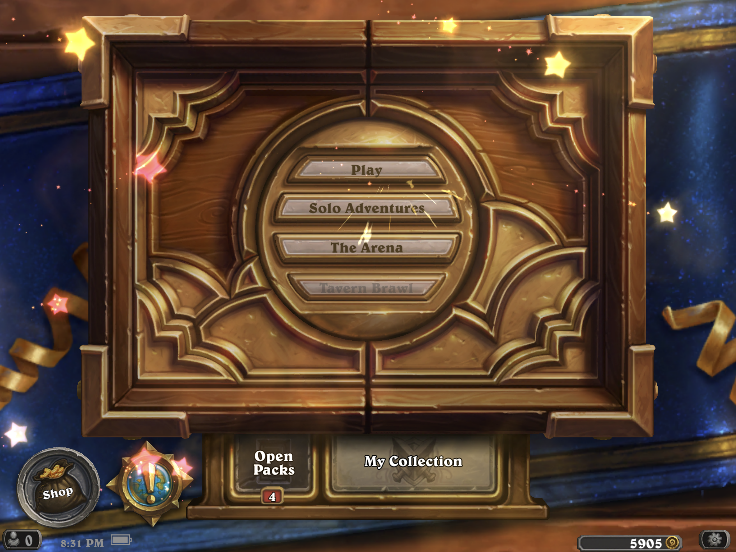 Play
Solo Adventures
The Arena
Tavern Brawl
Open
Packs
4
My Collection
Shop
0
8:31 PM
5905